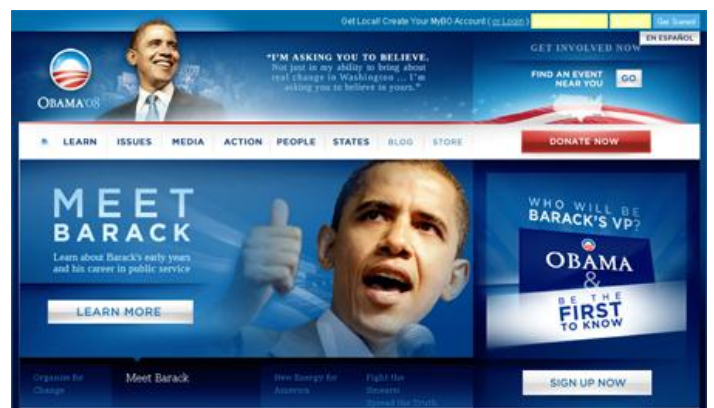 Get Local! Create Your MyBO Account ( or Login )
Get Started
EN ESPAÑOL
OBAMA'08
"I'M ASKING YOU TO BELIEVE.
Not just in my ability to bring about
real change in Washington ... I'm
asking you to believe in yours."
GET INVOLVED NOW
FIND AN EVENT
NEAR YOU
GO
LEARN ISSUES MEDIA ACTION PEOPLE STATES BLOG STORE
DONATE NOW
MEET
BARACK
Learn about Barack's early years
and his career in public service
LEARN MORE
WHO WILL BE
BARACK'S VP?
OBAMA
&
BE THE
FIRST
TO KNOW
SIGN UP NOW
Organize for
Change
Meet Barack
New Energy for
America
Fight the
Smears:
Spread the Truth